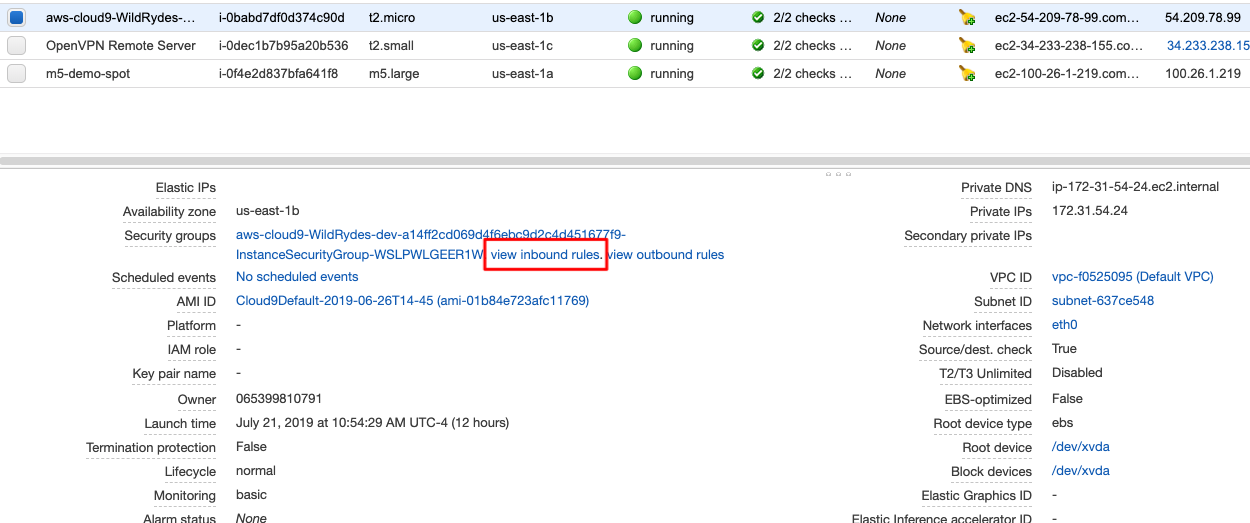 aws-cloud9-WildRydes-… i-0babd7df0d374c90d t2.micro us-east-1b running 2/2 checks … None ec2-54-209-78-99.com… 54.209.78.99
OpenVPN Remote Server i-0dec1b7b95a20b536 t2.small us-east-1c running 2/2 checks … None ec2-34-233-238-155.co… 34.233.238.15
m5-demo-spot i-0f4e2d837bfa641f8 m5.large us-east-1a running 2/2 checks … None ec2-100-26-1-219.com… 100.26.1.219
Elastic IPs
Availability zone us-east-1b
Security groups aws-cloud9-WildRydes-dev-a14ff2cd069d4f6ebc9d2c4d451677f9-
InstanceSecurityGroup-WSLPWLGEER1W view inbound rules. view outbound rules
Scheduled events No scheduled events
AMI ID Cloud9Default-2019-06-26T14-45 (ami-01b84e723afc11769)
Platform -
IAM role -
Key pair name -
Owner 065399810791
Launch time July 21, 2019 at 10:54:29 AM UTC-4 (12 hours)
Termination protection False
Lifecycle normal
Monitoring basic
Alarm status None
Private DNS ip-172-31-54-24.ec2.internal
Private IPs 172.31.54.24
Secondary private IPs
VPC ID vpc-f0525095 (Default VPC)
Subnet ID subnet-637ce548
Network interfaces eth0
Source/dest. check True
T2/T3 Unlimited Disabled
EBS-optimized False
Root device type ebs
Root device /dev/xvda
Block devices /dev/xvda
Elastic Graphics ID -
Elastic Inference accelerator ID -